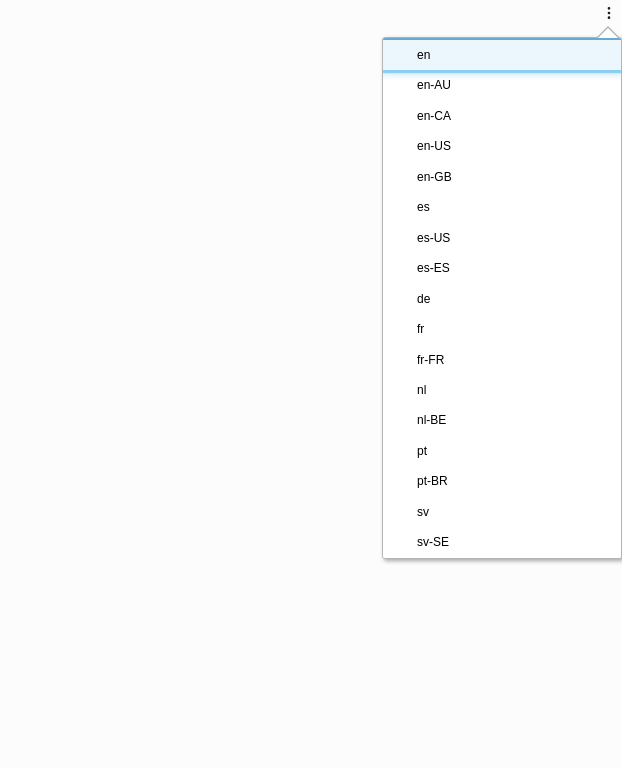 en
en-AU
en-CA
en-US
en-GB
es
es-US
es-ES
de
fr
fr-FR
nl
nl-BE
pt
pt-BR
sv
sv-SE